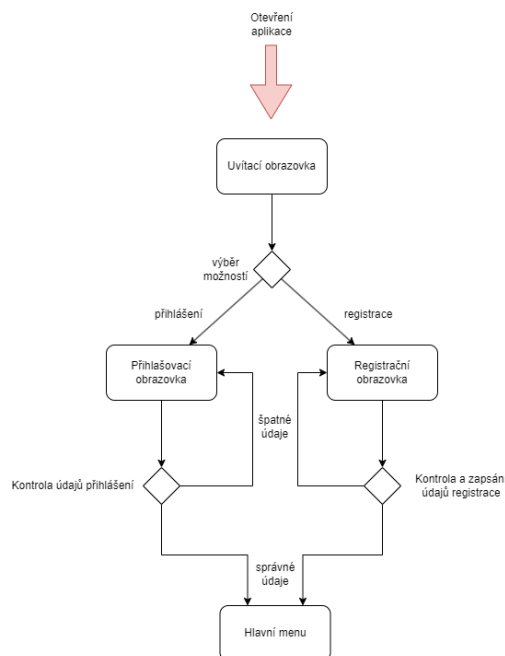 Otevření
aplikace
Uvítací obrazovka
výběr
možností
přihlášení
registrace
Přihlašovací
obrazovka
Registrační
obrazovka
špatné
údaje
Kontrola údajů přihlášení
Kontrola a zapsán
údajů registrace
správné
údaje
Hlavní menu